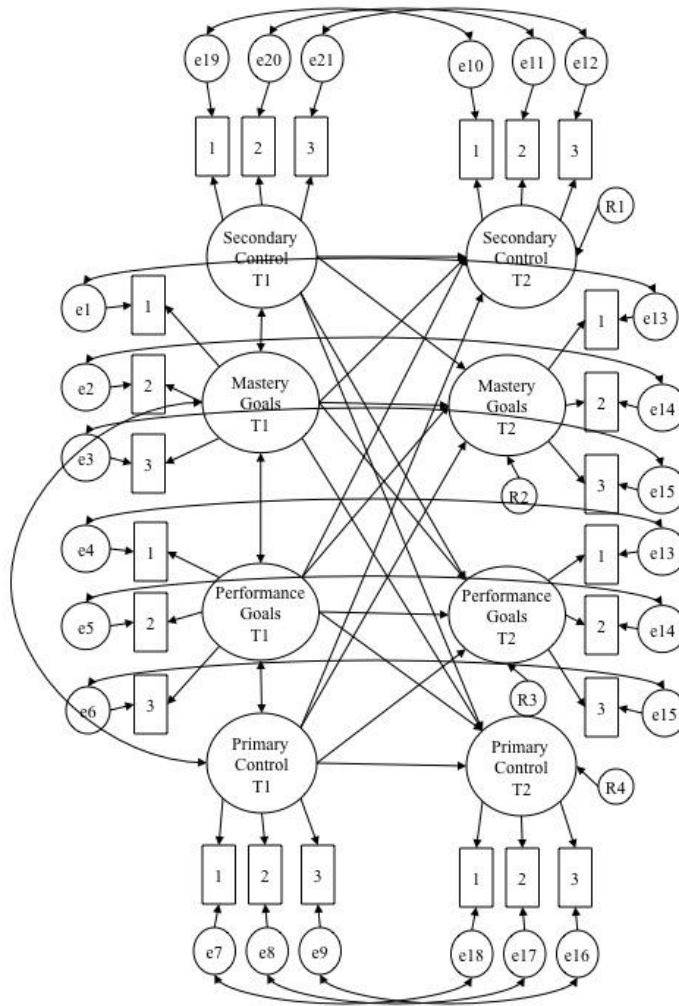 e19 e20 e21 e10 e11 e12
1 2 3 1 2 3
R1
Secondary
Control
T1
Secondary
Control
T2
e1 1 1 e13
e2 2 Mastery
Goals
T1
Mastery
Goals
T2
2 e14
e3 3 R2 3 e15
e4 1 1 e13
Performance
Goals
T1
Performance
Goals
T2
e5 2 2 e14
e6 3 R3 3 e15
Primary
Control
T1
Primary
Control
T2
R4
1 2 3 1 2 3
e7 e8 e9 e18 e17 e16